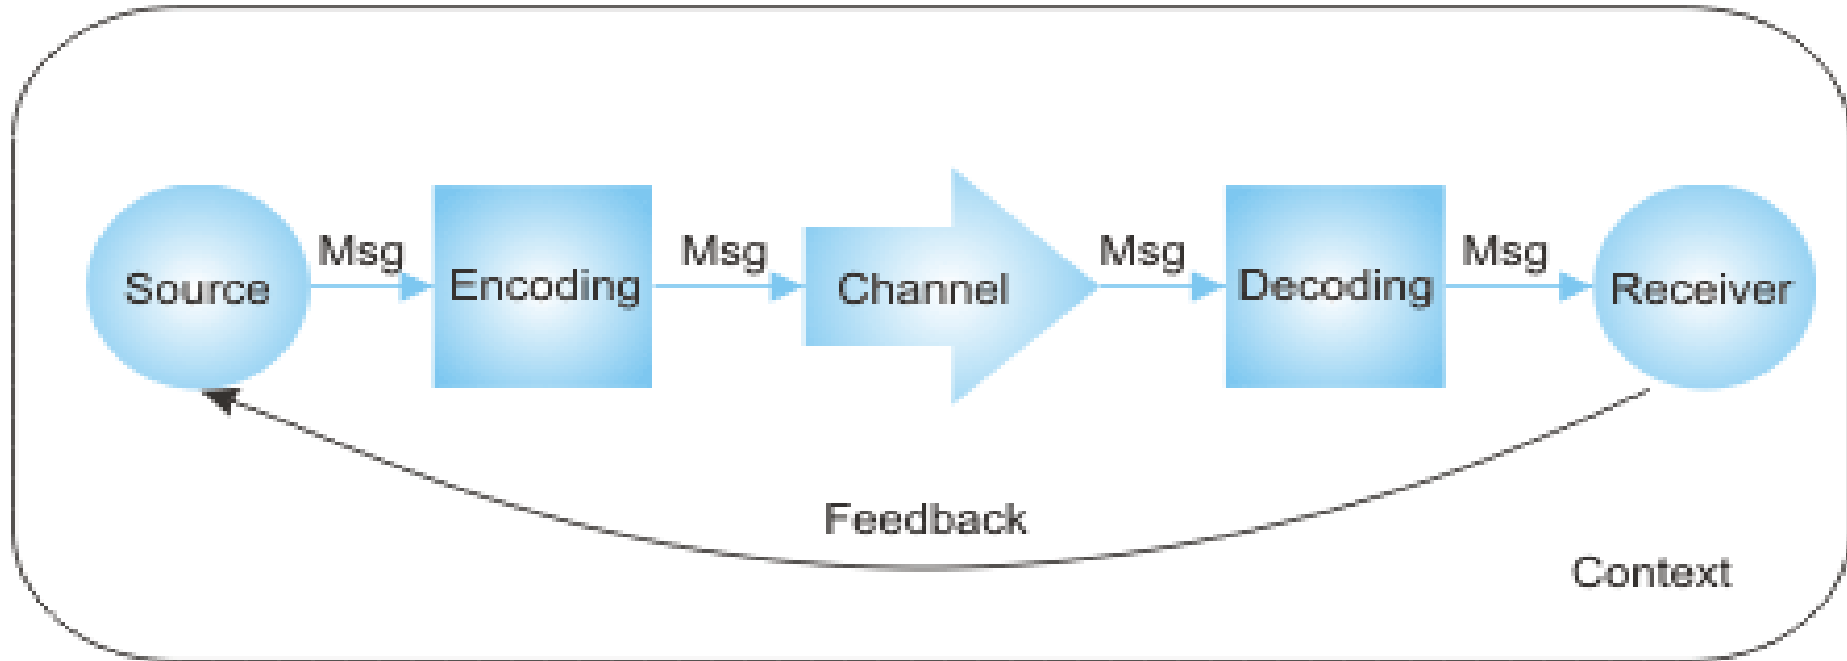 Msg Msg Msg Msg
Source Encoding Channel Decoding Receiver
Feedback
Context